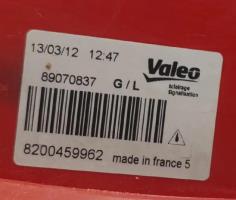 13/03/12 12:47
Valeo
89070837 G/L
éclairage
Signalisation
8200459962 made in france 5